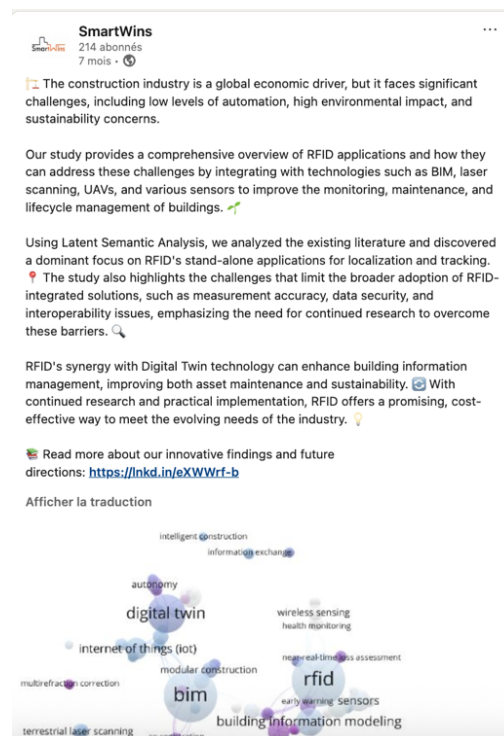 SmartWins
SmartWins
214 abonnés
7 mois •
🏗️ The construction industry is a global economic driver, but it faces significant
challenges, including low levels of automation, high environmental impact, and
sustainability concerns.
Our study provides a comprehensive overview of RFID applications and how they
can address these challenges by integrating with technologies such as BIM, laser
scanning, UAVs, and various sensors to improve the monitoring, maintenance, and
lifecycle management of buildings. 🌱
Using Latent Semantic Analysis, we analyzed the existing literature and discovered
a dominant focus on RFID's stand-alone applications for localization and tracking.
📍 The study also highlights the challenges that limit the broader adoption of RFID-
integrated solutions, such as measurement accuracy, data security, and
interoperability issues, emphasizing the need for continued research to overcome
these barriers. 🔍
RFID's synergy with Digital Twin technology can enhance building information
management, improving both asset maintenance and sustainability. 🔄 With
continued research and practical implementation, RFID offers a promising, cost-
effective way to meet the evolving needs of the industry. 💡
📚 Read more about our innovative findings and future
directions: https://lnkd.in/eXWWrf-b
Afficher la traduction
intelligent construction
information exchange
autonomy
digital twin
wireless sensing
health monitoring
internet of things (iot)
near-real-time loss assessment
modular construction
rfid
multirefraction correction
bim
early warning sensors
building information modeling
terrestrial laser scanning